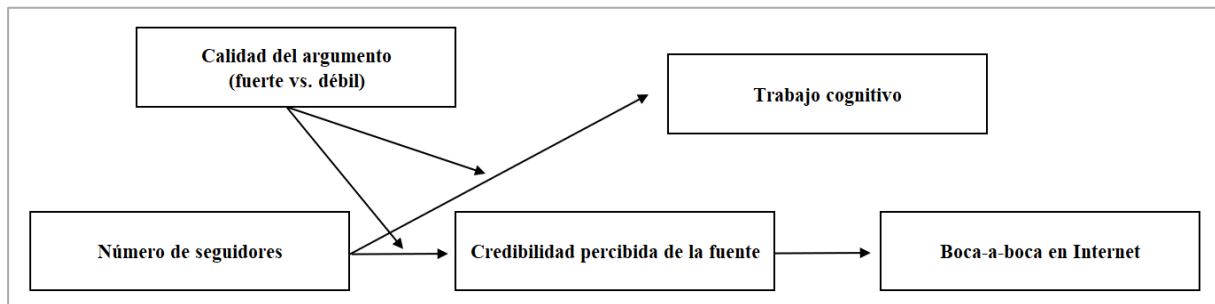 Calidad del argumento
(fuerte vs. débil)
Trabajo cognitivo
Número de seguidores
Credibilidad percibida de la fuente
Boca-a-boca en Internet